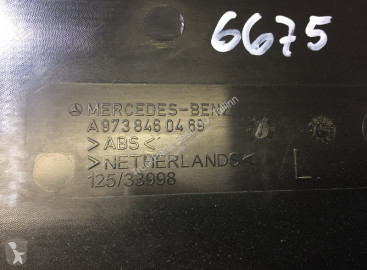 6675
MERCEDES-BENZ
A 973 846 04 69
>ABS<
>NETHERLANDS<
125/33998
L